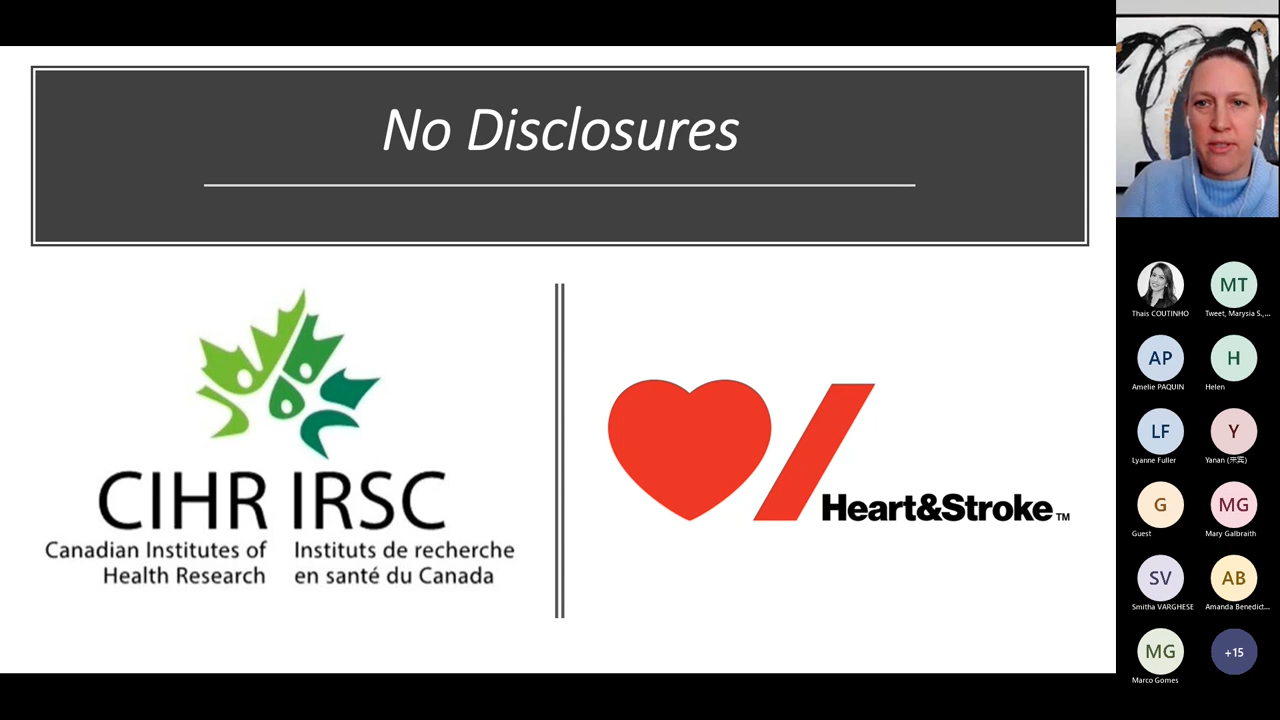 No Disclosures
CIHR IRSC
Canadian Institutes of
Health Research
Instituts de recherche
en santé du Canada
Heart&Stroke™
Thais COUTINHO
MT
Tweet, Marysia S.,...
AP
Amelie PAQUIN
H
Helen
LF
Lyanne Fuller
Y
Yanan
G
Guest
MG
Mary Galbraith
SV
Smitha VARGHESE
AB
Amanda Benedict...
MG
Marco Gomes
+15